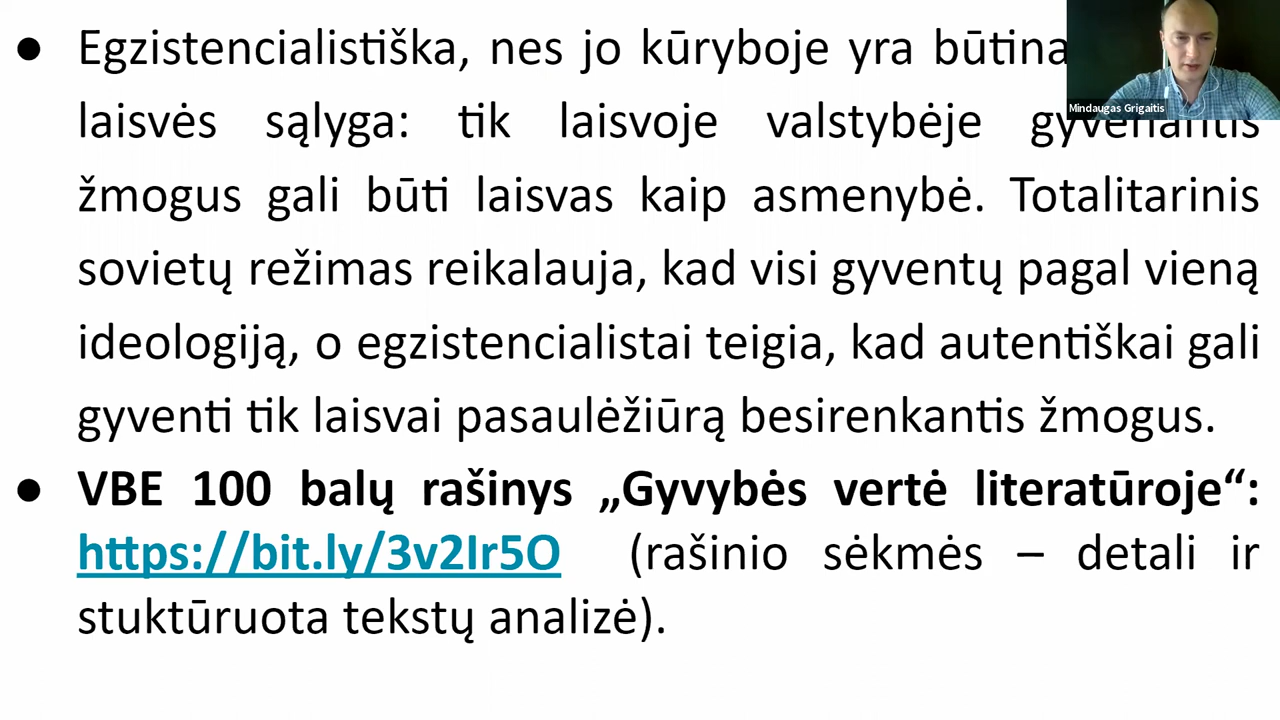 ● Egzistencialistiška, nes jo kūryboje yra būtina
Mindaugas Grigaitis
laisvės sąlyga: tik laisvoje valstybėje gyvenantis
žmogus gali būti laisvas kaip asmenybė. Totalitarinis
sovietų režimas reikalauja, kad visi gyventų pagal vieną
ideologiją, o egzistencialistai teigia, kad autentiškai gali
gyventi tik laisvai pasaulėžiūrą besirenkantis žmogus.
● VBE 100 balų rašinys „Gyvybės vertė literatūroje“:
https://bit.ly/3v2Ir5O (rašinio sėkmės – detali ir
stuktūruota tekstų analizė).